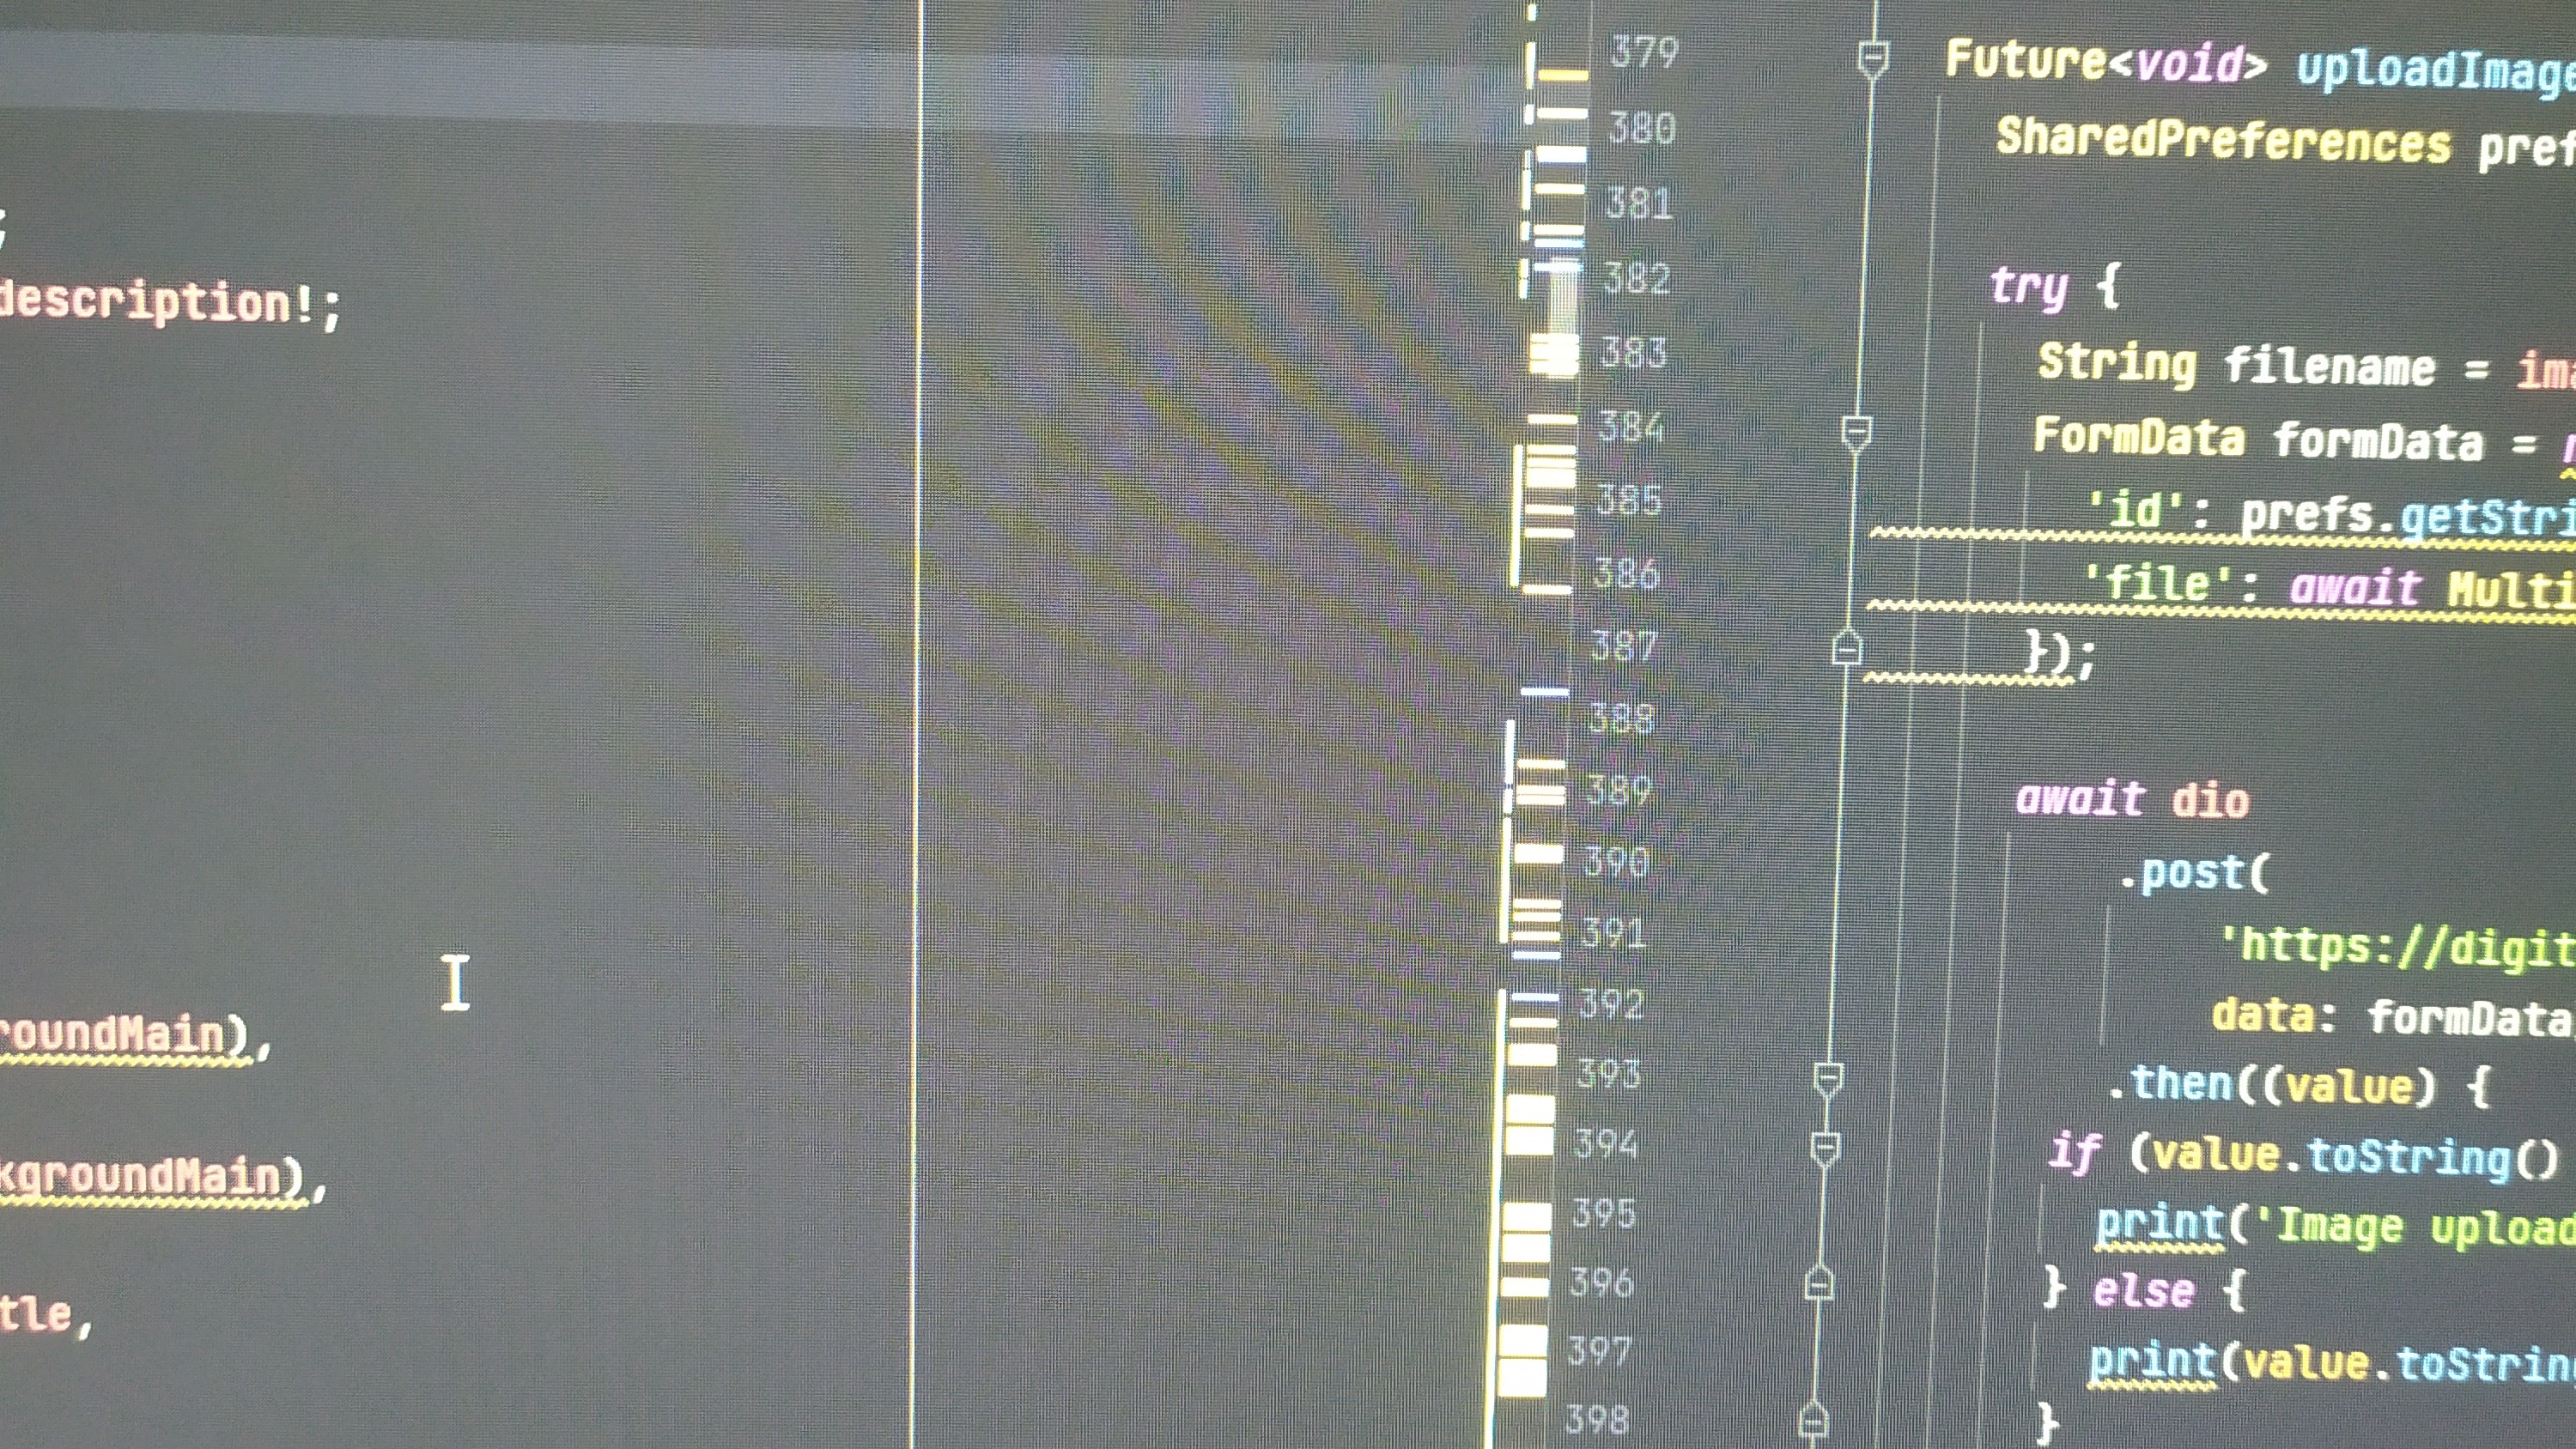 ;
description!;
roundMain),
kgroundMain),
tle,
379 Future<void> uploadImage
380 SharedPreferences pref
381
382 try {
383 String filename = ima
384 FormData formData =
385 'id': prefs.getStri
386 'file': await Multi
387 });
388
389 await dio
390 .post(
391 'https://digit
392 data: formData
393 .then((value) {
394 if (value.toString()
395 print('Image upload
396 } else {
397 print(value.toString
398 }